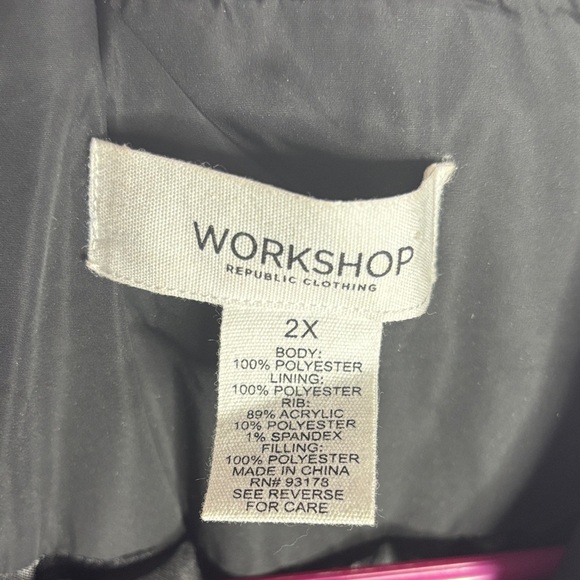 WORKSHOP
REPUBLIC CLOTHING
2X
BODY:
100% POLYESTER
LINING:
100% POLYESTER
RIB:
89% ACRYLIC
10% POLYESTER
1% SPANDEX
FILLING:
100% POLYESTER
MADE IN CHINA
RN# 93178
SEE REVERSE
FOR CARE